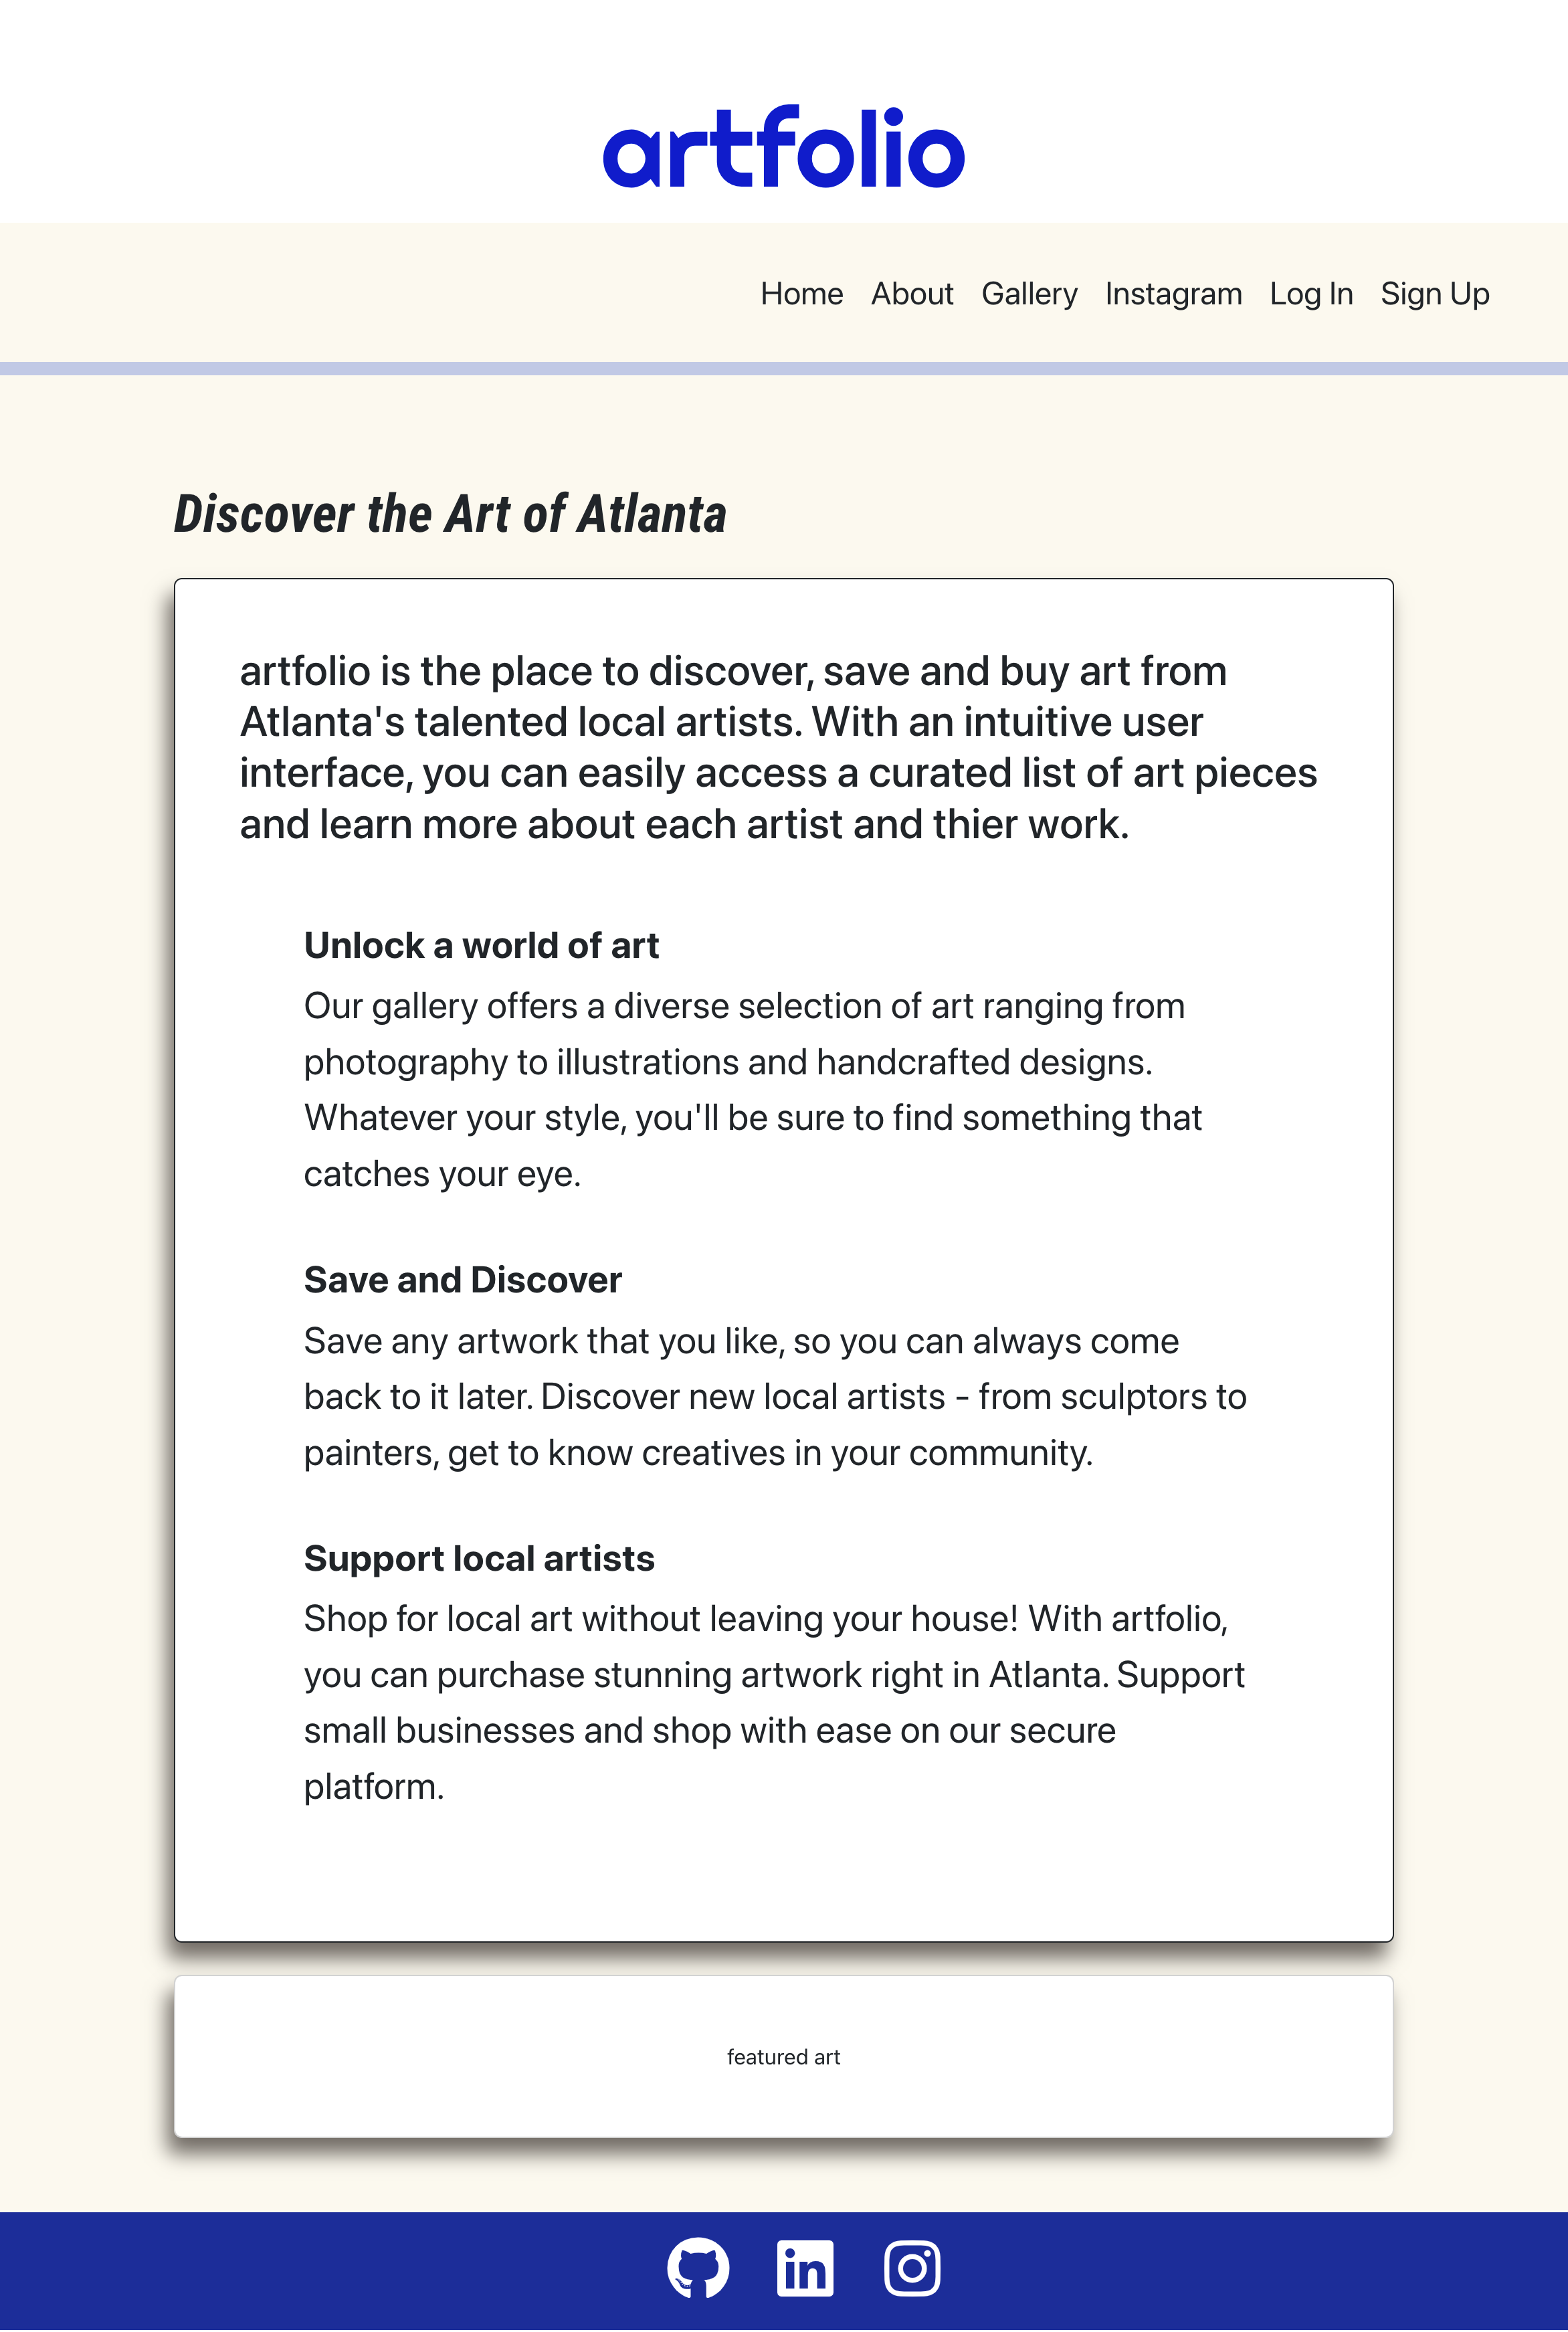 artfolio
Home About Gallery Instagram Log In Sign Up
Discover the Art of Atlanta
artfolio is the place to discover, save and buy art from
Atlanta's talented local artists. With an intuitive user
interface, you can easily access a curated list of art pieces
and learn more about each artist and thier work.
Unlock a world of art
Our gallery offers a diverse selection of art ranging from
photography to illustrations and handcrafted designs.
Whatever your style, you'll be sure to find something that
catches your eye.
Save and Discover
Save any artwork that you like, so you can always come
back to it later. Discover new local artists - from sculptors to
painters, get to know creatives in your community.
Support local artists
Shop for local art without leaving your house! With artfolio,
you can purchase stunning artwork right in Atlanta. Support
small businesses and shop with ease on our secure
platform.
featured art
in